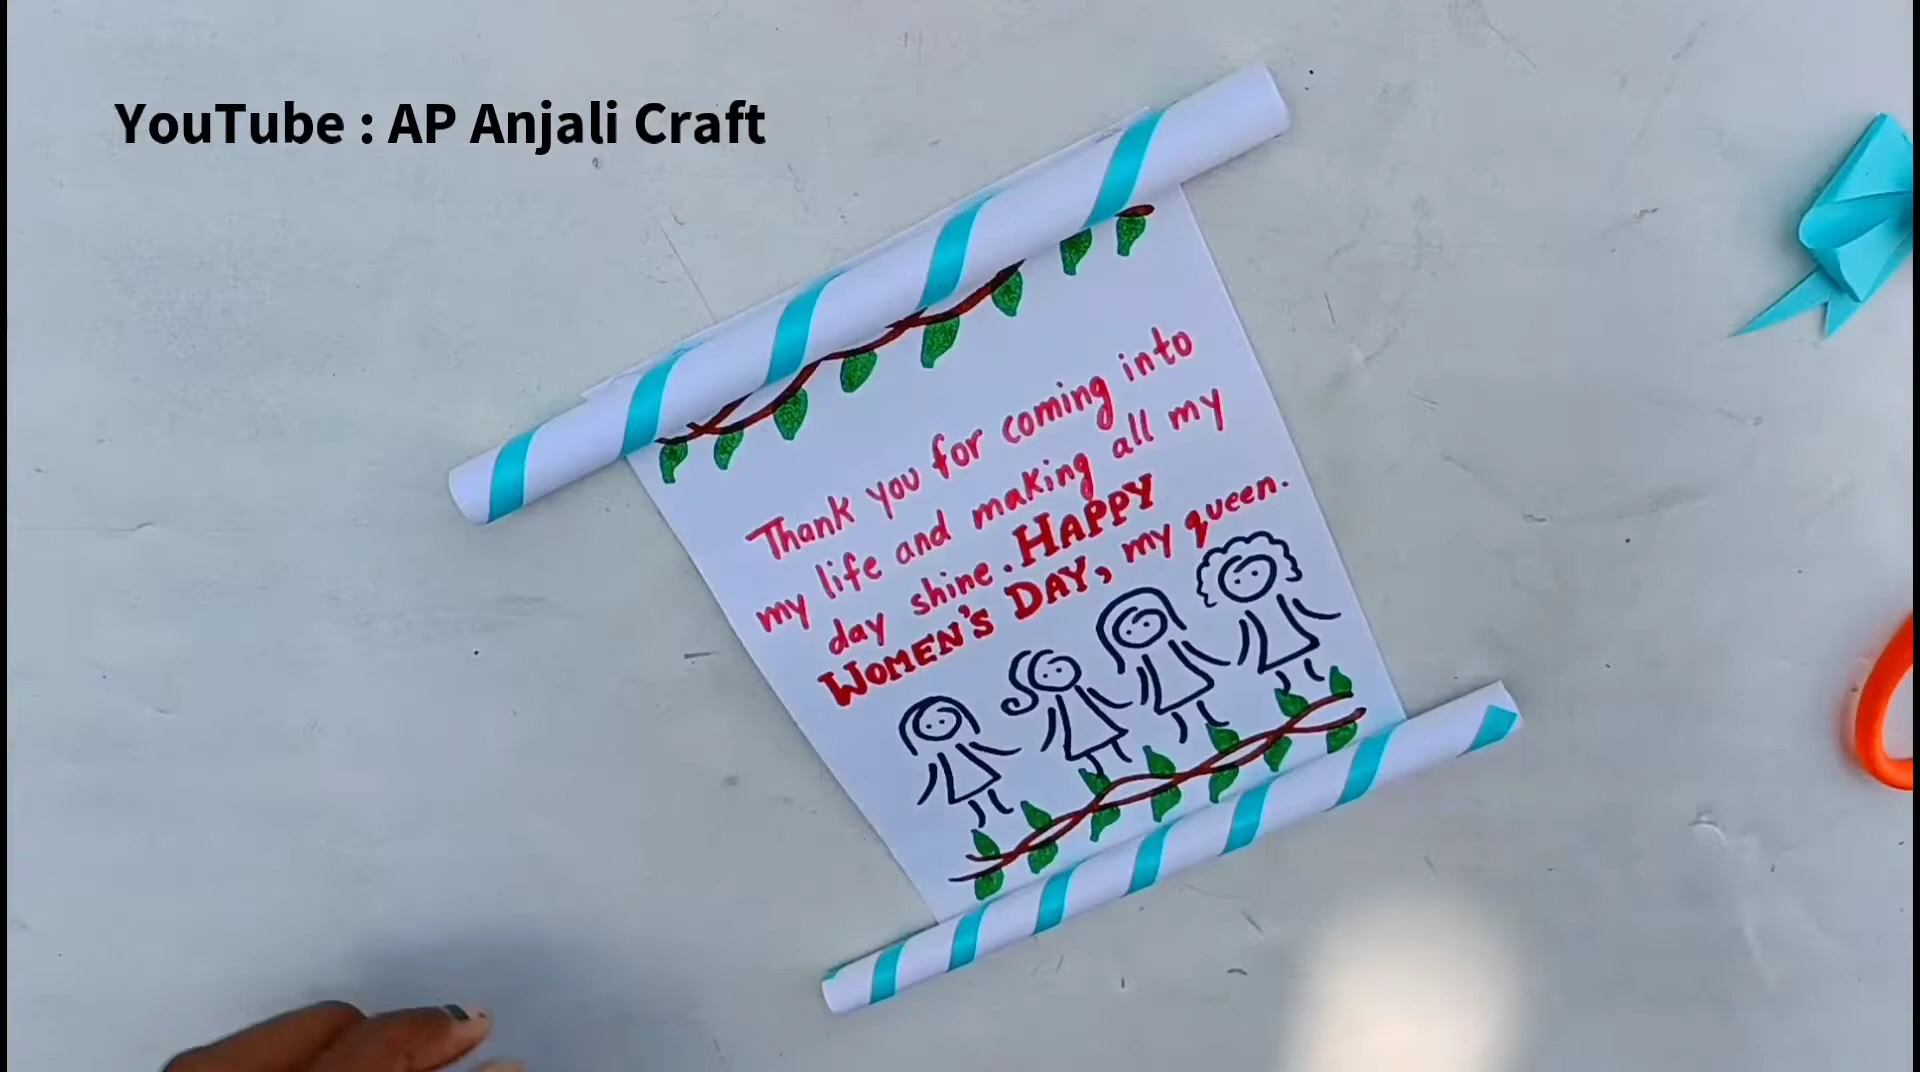 YouTube : AP Anjali Craft
Thank you for coming into
my life and making all my
day shine. HAPPY
WOMEN'S DAY, my queen.